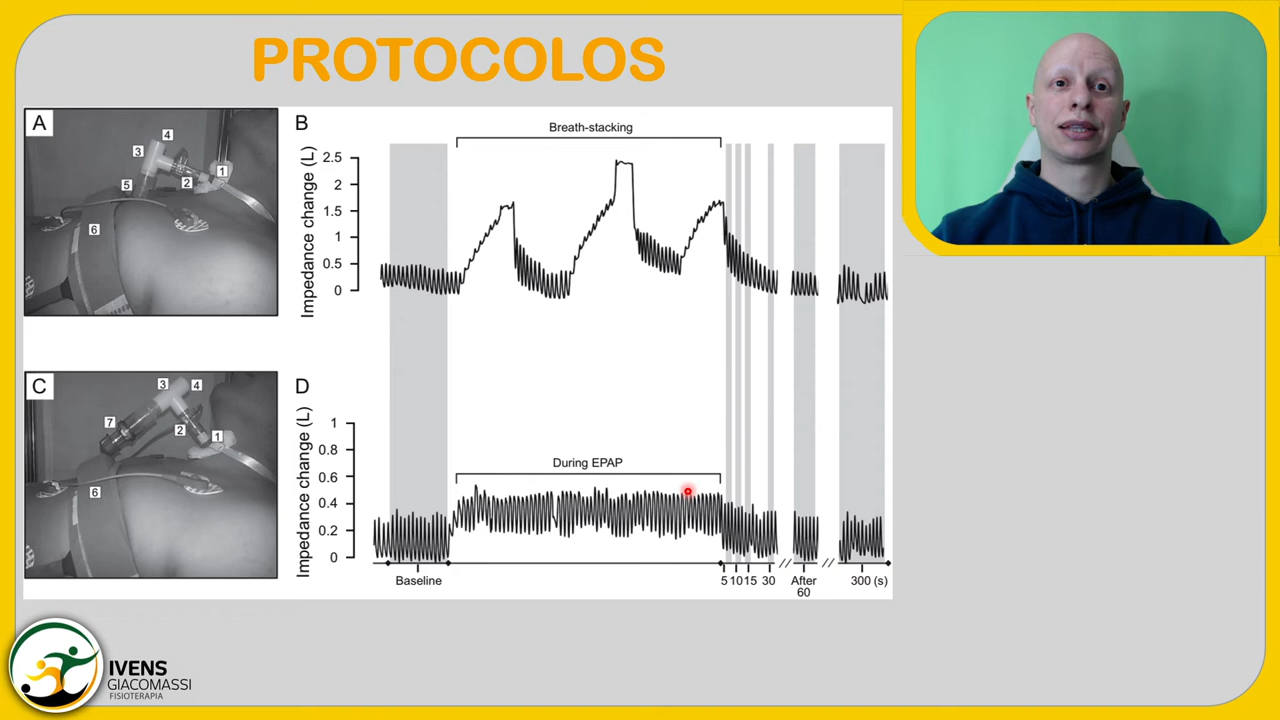 PROTOCOLOS
A
4
3
1
2
5
6
B
Breath-stacking
Impedance change (L)
2.5
2
1.5
1
0.5
0
C
3
4
7
2
1
6
D
During EPAP
Impedance change (L)
1
0.8
0.6
0.4
0.2
0
Baseline
5 10 15 30 After 60 300 (s)
IVENS
GIACOMASSI
FISIOTERAPIA